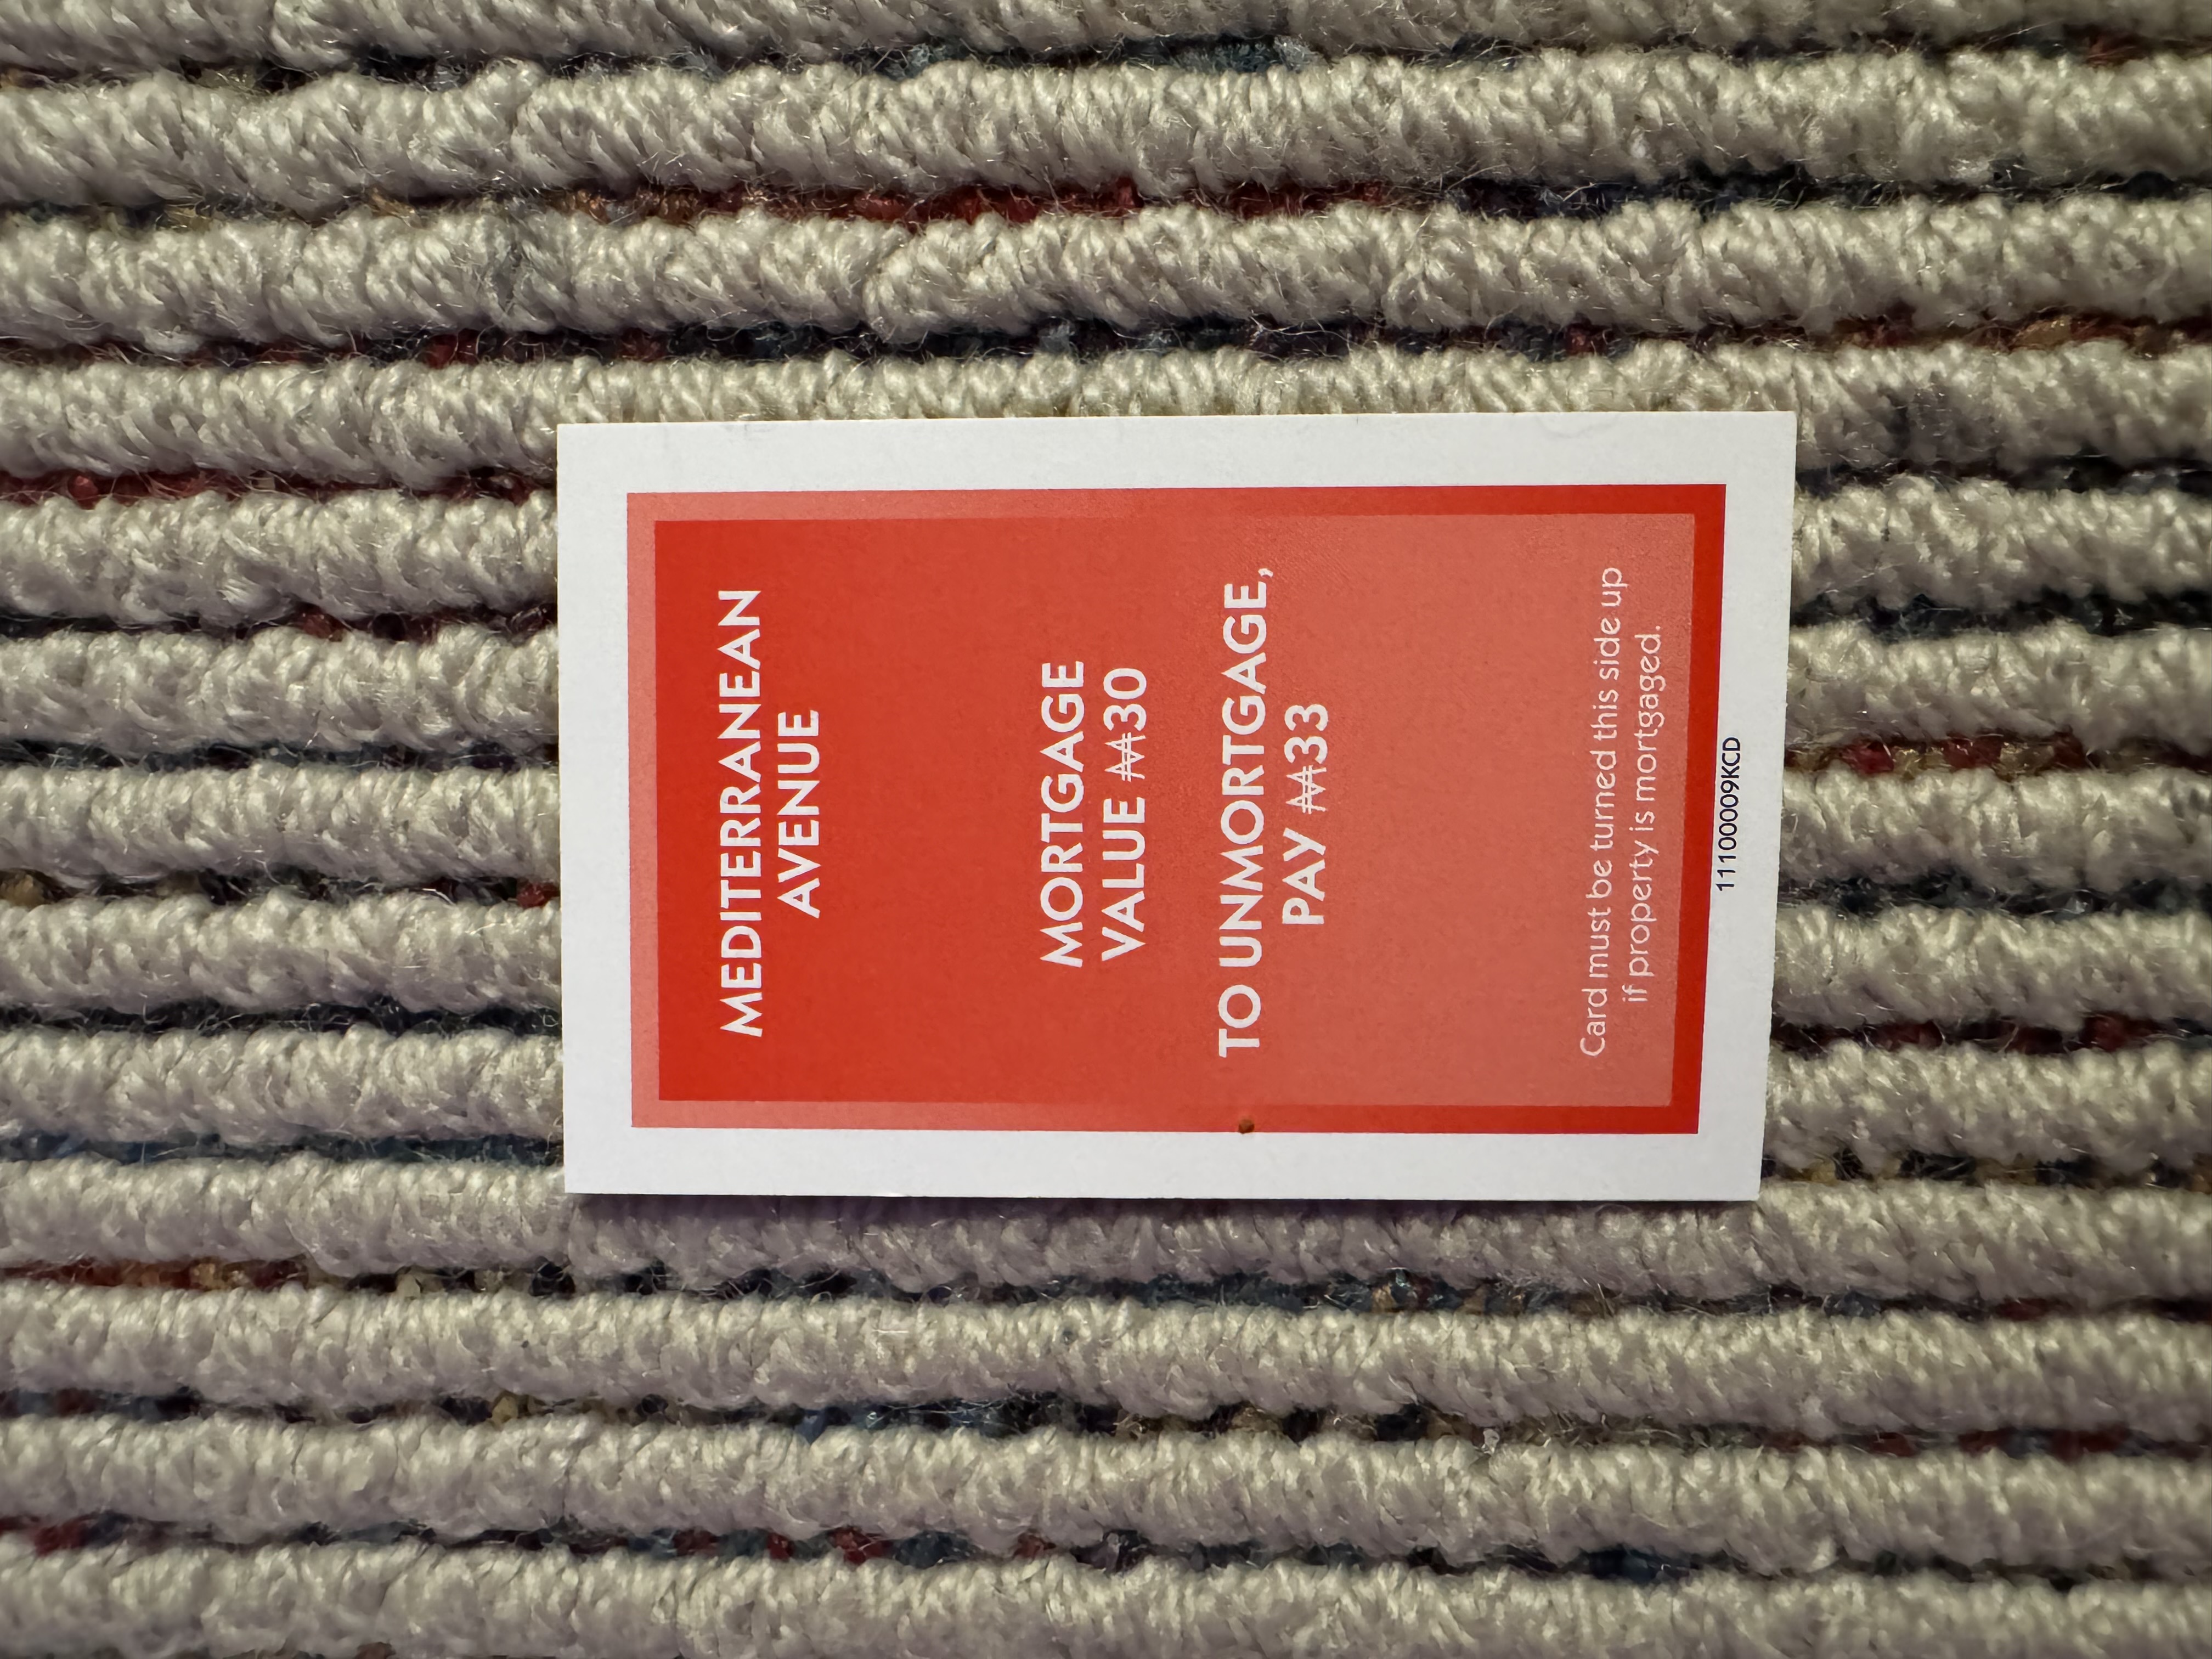 MEDITERRANEAN
AVENUE
MORTGAGE
VALUE ₩30
TO UNMORTGAGE,
PAY ₩33
Card must be turned this side up
if property is mortgaged.
11100009KCD